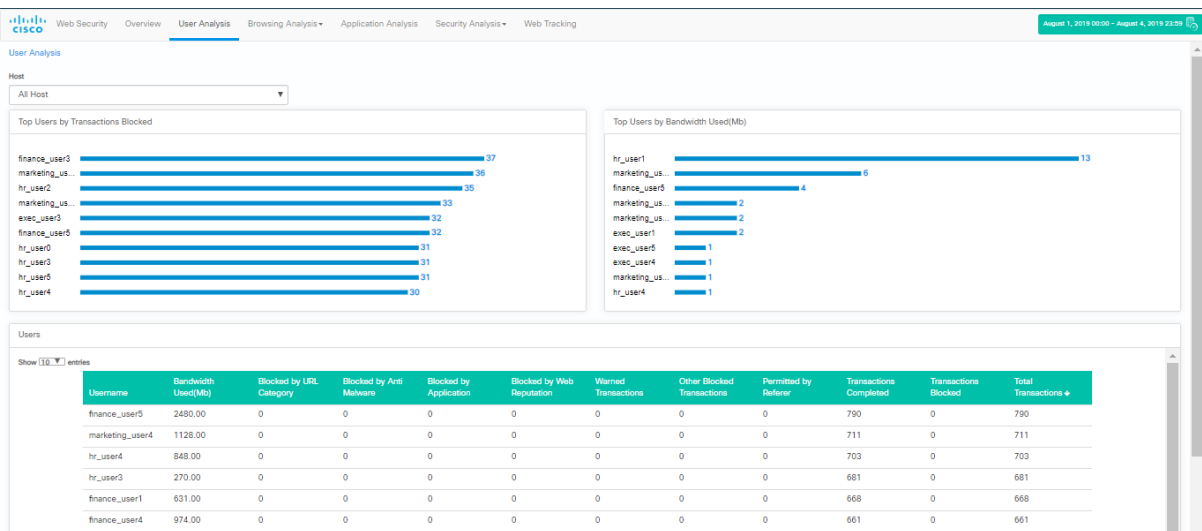 CISCO Web Security Overview User Analysis Browsing Analysis Application Analysis Security Analysis Web Tracking August 1, 2019 00:00 - August 4, 2019 23:59
User Analysis
Host
All Host
Top Users by Transactions Blocked
finance_user3 37
marketing_us... 36
hr_user2 35
marketing_us... 33
exec_user3 32
finance_user5 32
hr_user0 31
hr_user3 31
hr_user5 31
hr_user4 30
Top Users by Bandwidth Used(Mb)
hr_user1 13
marketing_us... 6
finance_user5 4
marketing_us... 2
marketing_us... 2
exec_user1 2
exec_user5 1
exec_user4 1
marketing_us... 1
hr_user4 1
Users
Show 10 entries
Username Bandwidth Used(Mb) Blocked by URL Category Blocked by Anti Malware Blocked by Application Blocked by Web Reputation Warned Transactions Other Blocked Transactions Permitted by Referer Transactions Completed Transactions Blocked Total Transactions
finance_user5 2480.00 0 0 0 0 0 0 0 790 0 790
marketing_user4 1128.00 0 0 0 0 0 0 0 711 0 711
hr_user4 848.00 0 0 0 0 0 0 0 703 0 703
hr_user3 270.00 0 0 0 0 0 0 0 681 0 681
finance_user1 631.00 0 0 0 0 0 0 0 668 0 668
finance_user4 974.00 0 0 0 0 0 0 0 661 0 661